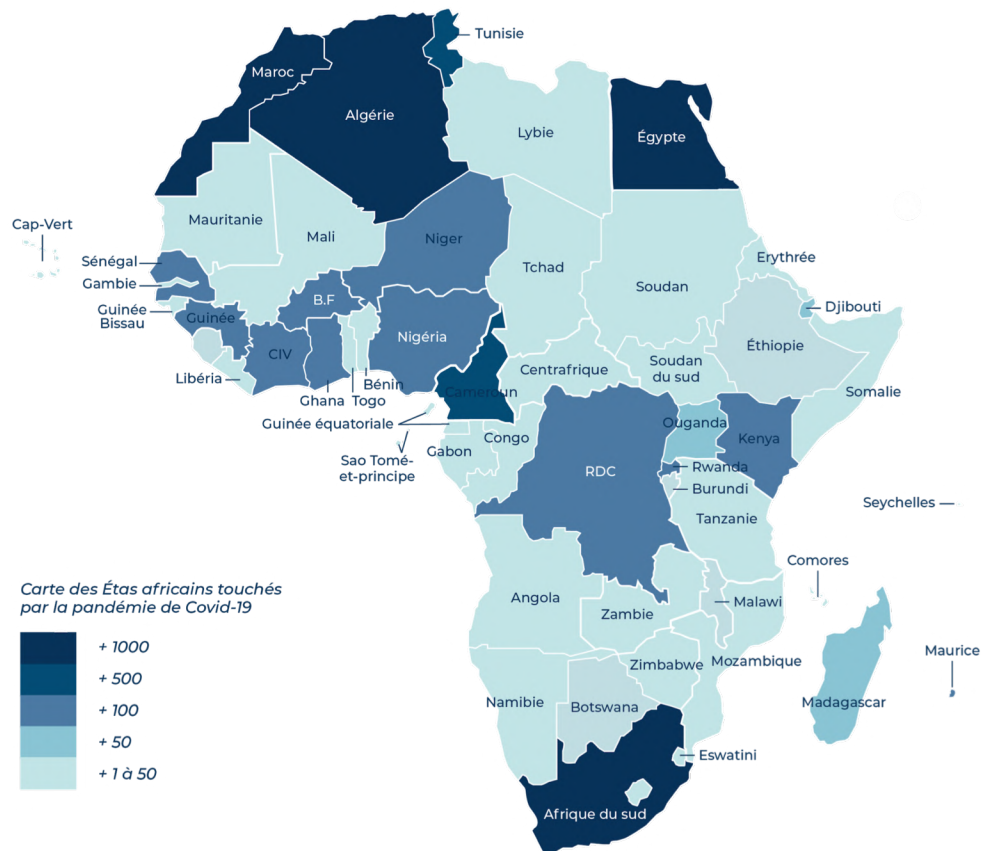 Tunisie
Maroc
Algérie
Lybie
Égypte
Mauritanie
Cap-Vert
Mali
Niger
Sénégal
Tchad
Erythrée
Gambie
Soudan
B.F
Djibouti
Guinée
Bissau
Guinée
Nigéria
Éthiopie
CIV
Centrafrique
Soudan
du sud
Libéria
Bénin
Cameroun
Somalie
Ghana
Togo
Guinée équatoriale
Ouganda
Congo
Kenya
Gabon
Sao Tomé-
et-principe
RDC
Rwanda
Burundi
Seychelles
Tanzanie
Comores
Carte des Étas africains touchés
par la pandémie de Covid-19
Angola
Malawi
Zambie
+ 1000
Maurice
Zimbabwe
Mozambique
+ 500
Namibie
Botswana
Madagascar
+ 100
+ 50
Eswatini
+ 1 à 50
Afrique du sud